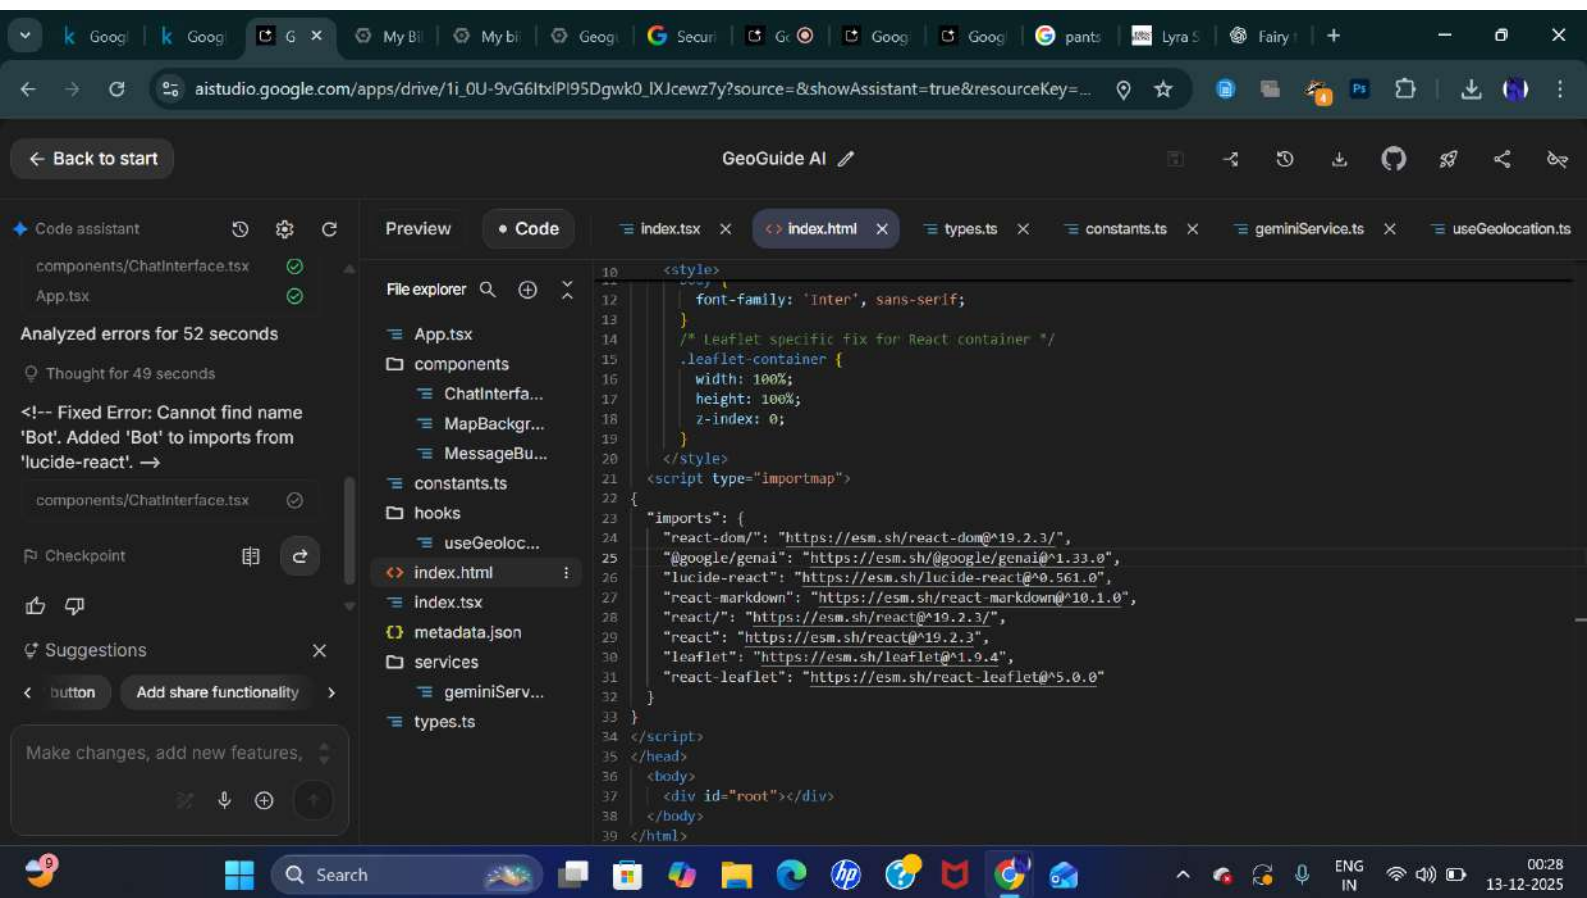 Googl
Googl
G
My Bil
My bil
Geogu
Securi
Gc
Goog
Goog
pants
Lyra S
Fairy
aistudio.google.com/apps/drive/1i_0U-9vG6ItxlPI95Dgwk0_lXJcewz7y?source=&showAssistant=true&resourceKey=...
Ps
4
Back to start
GeoGuide AI
Code assistant
components/ChatInterface.tsx
App.tsx
Analyzed errors for 52 seconds
Thought for 49 seconds
<!-- Fixed Error: Cannot find name
'Bot'. Added 'Bot' to imports from
'lucide-react'. -->
components/ChatInterface.tsx
Checkpoint
Suggestions
button
Add share functionality
Make changes, add new features,
Preview
Code
File explorer
App.tsx
components
ChatInterfa...
MapBackgr...
MessageBu...
constants.ts
hooks
useGeoloc...
index.html
index.tsx
metadata.json
services
geminiServ...
types.ts
index.tsx
index.html
types.ts
constants.ts
geminiService.ts
useGeolocation.ts
10 <style>
11 body {
12 font-family: 'Inter', sans-serif;
13 }
14 /* Leaflet specific fix for React container */
15 .leaflet-container {
16 width: 100%;
17 height: 100%;
18 z-index: 0;
19 }
20 </style>
21 <script type="importmap">
22 {
23 "imports": {
24 "react-dom/": "https://esm.sh/react-dom@^19.2.3/",
25 "@google/genai": "https://esm.sh/@google/genai@^1.33.0",
26 "lucide-react": "https://esm.sh/lucide-react@^0.561.0",
27 "react-markdown": "https://esm.sh/react-markdown@^10.1.0",
28 "react/": "https://esm.sh/react@^19.2.3/",
29 "react": "https://esm.sh/react@^19.2.3",
30 "leaflet": "https://esm.sh/leaflet@^1.9.4",
31 "react-leaflet": "https://esm.sh/react-leaflet@^5.0.0"
32 }
33 }
34 </script>
35 </head>
36 <body>
37 <div id="root"></div>
38 </body>
39 </html>
9
Search
hp
ENG
IN
00:28
13-12-2025